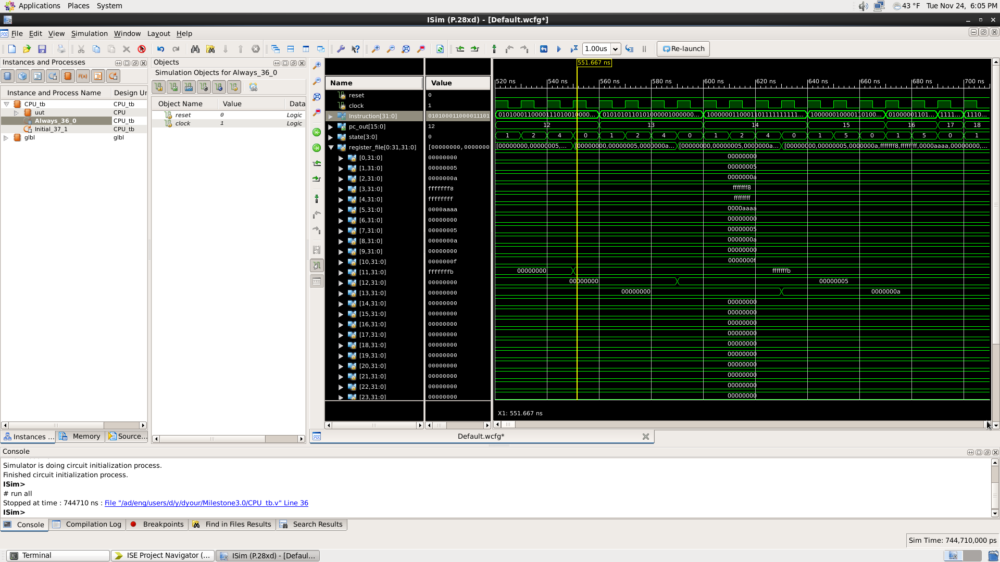 Applications Places System 43 °F Tue Nov 24, 6:05 PM
ISim (P.28xd) - [Default.wcfg*]
File Edit View Simulation Window Layout Help
1.00us Re-launch
Instances and Processes
Instance and Process Name Design Ur
CPU_tb CPU_tb
uut CPU
Always_36_0 CPU_tb
Initial_37_1 CPU_tb
glbl glbl
Instances ... Memory Source...
Objects
Simulation Objects for Always_36_0
Object Name Value Data
reset 0 Logic
clock 1 Logic
551.667 ns
Name Value
520 ns 540 ns 560 ns 580 ns 600 ns 620 ns 640 ns 660 ns 680 ns 700 ns
reset 0
clock 1
Instruction[31:0] 01010001100001110
pc_out[15:0] 12 12 13 14 15 16 17 18
state[3:0] 0 1 2 4 0 1 2 4 0 1 2 4 0 1 5 0 1 5 0 1
register_file[0:31,31:0] [00000000,0000000 [00000000,00000005,... [00000000,00000005,0000000a... [00000000,00000005,0000000a... [00000000,00000005,0000000a,fffffff8,ffffffff,0000aaaa,00000000,...
[0,31:0] 00000000 00000000
[1,31:0] 00000005 00000005
[2,31:0] 0000000a 0000000a
[3,31:0] fffffff8 fffffff8
[4,31:0] ffffffff ffffffff
[5,31:0] 0000aaaa 0000aaaa
[6,31:0] 00000000 00000000
[7,31:0] 00000005 00000005
[8,31:0] 0000000a 0000000a
[9,31:0] 00000000 00000000
[10,31:0] 0000000f 0000000f
[11,31:0] fffffffb 00000000 fffffffb
[12,31:0] 00000000 00000000 00000005
[13,31:0] 00000000 00000000 0000000a
[14,31:0] 00000000 00000000
[15,31:0] 00000000 00000000
[16,31:0] 00000000 00000000
[17,31:0] 00000000 00000000
[18,31:0] 00000000 00000000
[19,31:0] 00000000 00000000
[20,31:0] 00000000 00000000
[21,31:0] 00000000 00000000
[22,31:0] 00000000 00000000
[23,31:0] 00000000 00000000
X1: 551.667 ns
Default.wcfg*
Console
Simulator is doing circuit initialization process.
Finished circuit initialization process.
ISim>
# run all
Stopped at time : 744710 ns : File "/ad/eng/users/d/y/dyour/Milestone3.0/CPU_tb.v" Line 36
ISim>
Console Compilation Log Breakpoints Find in Files Results Search Results
Sim Time: 744,710,000 ps
Terminal ISE Project Navigator (... ISim (P.28xd) - [Defaul...